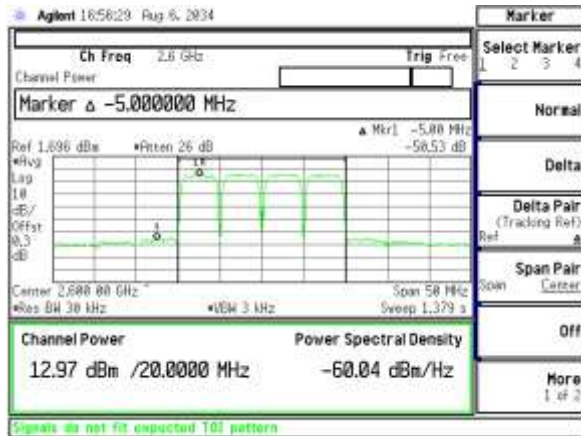 Agilent 16:56:29 Aug 6, 2034
Marker
Ch Freq 2.6 GHz Trig Free
Channel Power
Select Marker
1 2 3 4
Marker Δ -5.000000 MHz
Normal
Δ Mkr1 -5.00 MHz
Ref 1.696 dBm #Atten 26 dB -50.53 dB
#Avg
Log
10
dB/
Offst
0.3
dB
1R
1
Delta
Delta Pair
(Tracking Ref)
Ref Δ
Span Pair
Span Center
Center 2.600 00 GHz Span 50 MHz
#Res BW 30 kHz #VBW 3 kHz Sweep 1.379 s
Off
Channel Power Power Spectral Density
12.97 dBm /20.0000 MHz -60.04 dBm/Hz
More
1 of 2
Signals do not fit expected TOI pattern